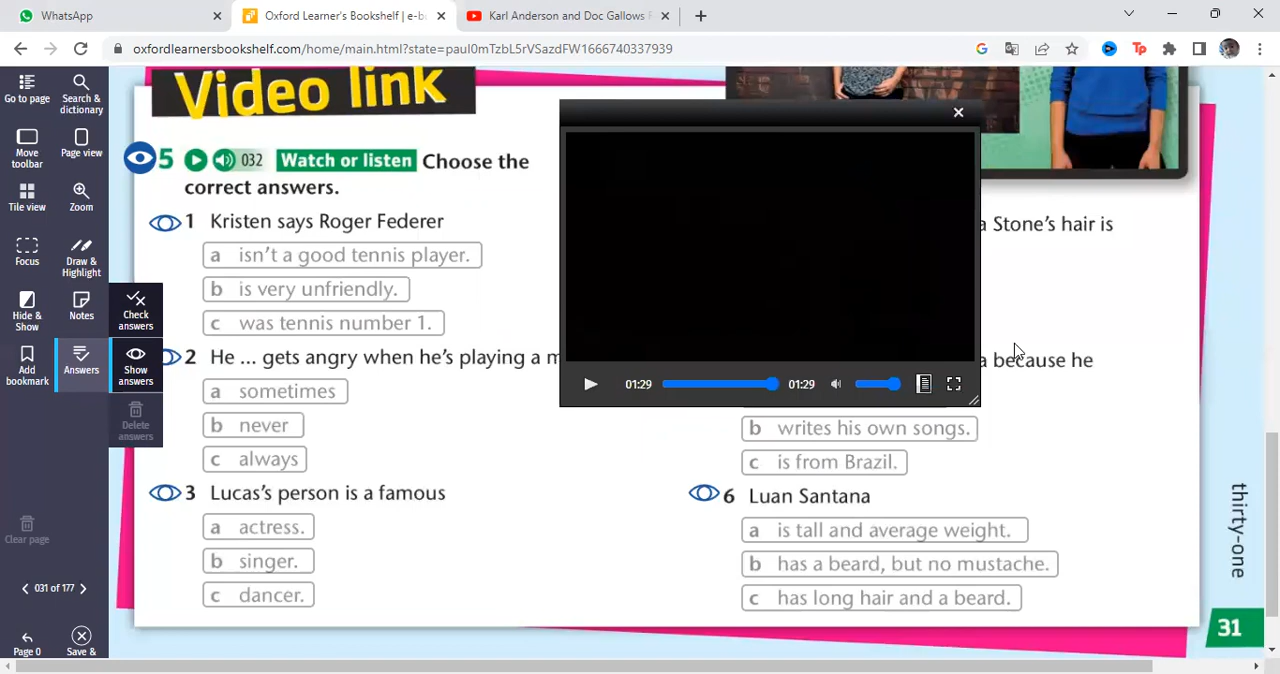 WhatsApp
Oxford Learner's Bookshelf | e-b
Karl Anderson and Doc Gallows
oxfordlearnersbookshelf.com/home/main.html?state=paul0mTzbL5rVSazdFW1666740337939
Go to page
Search & dictionary
Move toolbar
Page view
Tile view
Zoom
Focus
Draw & Highlight
Hide & Show
Notes
Check answers
Add bookmark
Answers
Show answers
Delete answers
Clear page
031 of 177
Page 0
Save &
Video link
5 032 Watch or listen Choose the
correct answers.
1 Kristen says Roger Federer
a isn't a good tennis player.
b is very unfriendly.
c was tennis number 1.
2 He ... gets angry when he's playing a m
a sometimes
b never
c always
3 Lucas's person is a famous
a actress.
b singer.
c dancer.
01:29 01:29
a Stone's hair is
a because he
b writes his own songs.
c is from Brazil.
6 Luan Santana
a is tall and average weight.
b has a beard, but no mustache.
c has long hair and a beard.
thirty-one
31